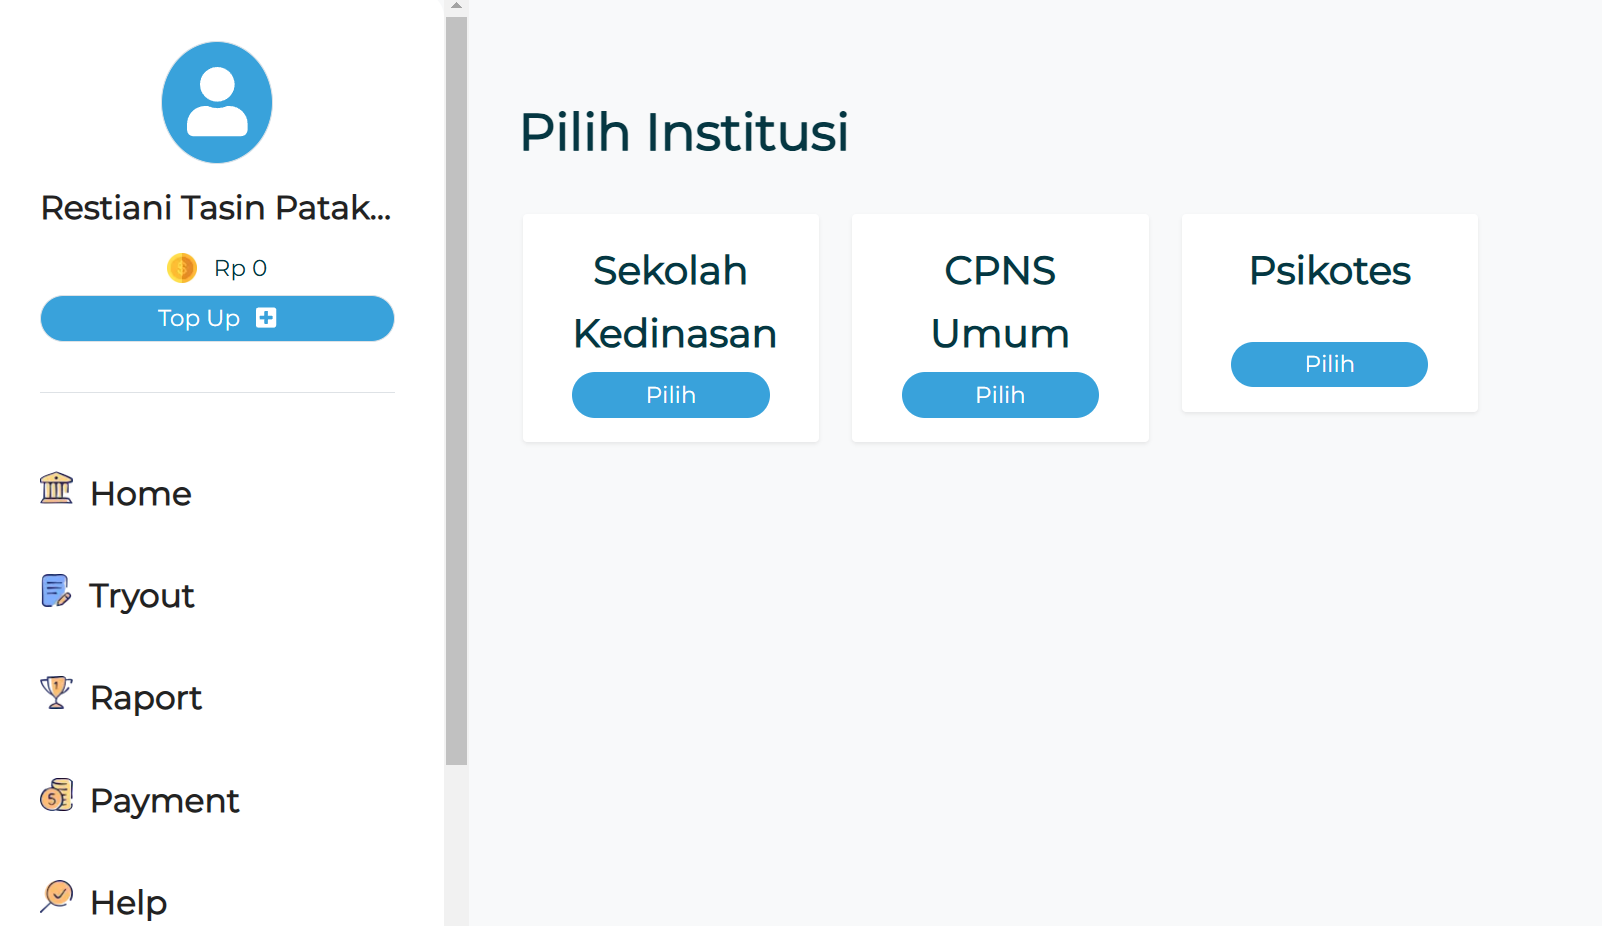 Restiani Tasin Patak...
Rp 0
Top Up
Home
Tryout
Raport
Payment
Help
Pilih Institusi
Sekolah
Kedinasan
Pilih
CPNS
Umum
Pilih
Psikotes
Pilih